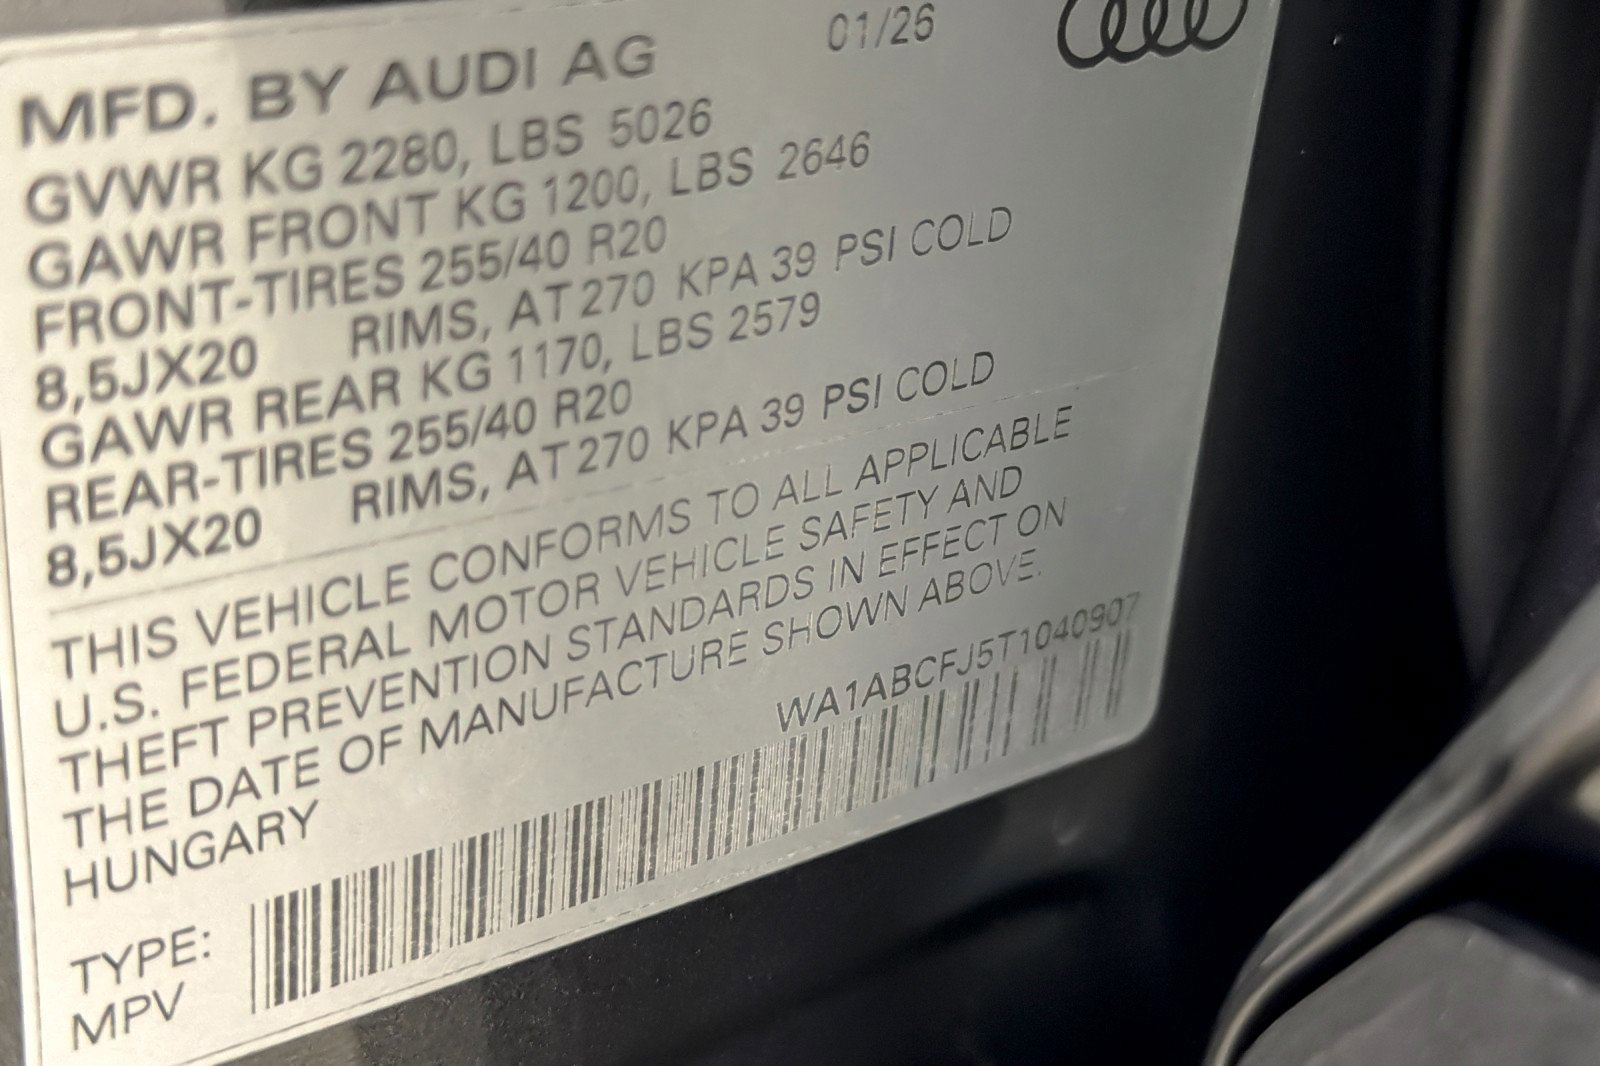 MFD. BY AUDI AG 01/26
GVWR KG 2280, LBS 5026
GAWR FRONT KG 1200, LBS 2646
FRONT-TIRES 255/40 R20
8,5JX20 RIMS, AT 270 KPA 39 PSI COLD
GAWR REAR KG 1170, LBS 2579
REAR-TIRES 255/40 R20
8,5JX20 RIMS, AT 270 KPA 39 PSI COLD
THIS VEHICLE CONFORMS TO ALL APPLICABLE
U.S. FEDERAL MOTOR VEHICLE SAFETY AND
THEFT PREVENTION STANDARDS IN EFFECT ON
THE DATE OF MANUFACTURE SHOWN ABOVE.
HUNGARY
WA1ABCFJ5T1040907
TYPE:
MPV